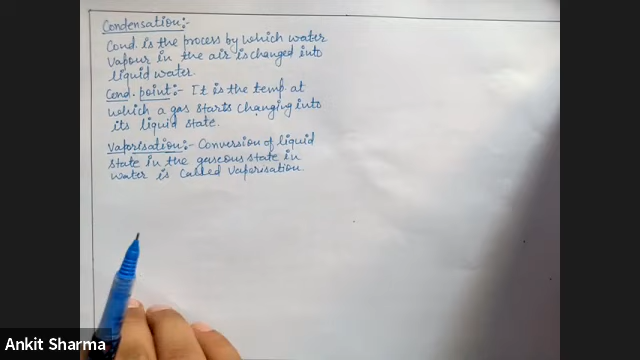 Condensation:-
Cond. is the process by which water
vapour in the air is changed into
liquid water.
Cond. point:- It is the temp at
which a gas starts changing into
its liquid state.
Vaporisation:- Conversion of liquid
state in the gaseous state in
water is called vaporisation.
Ankit Sharma